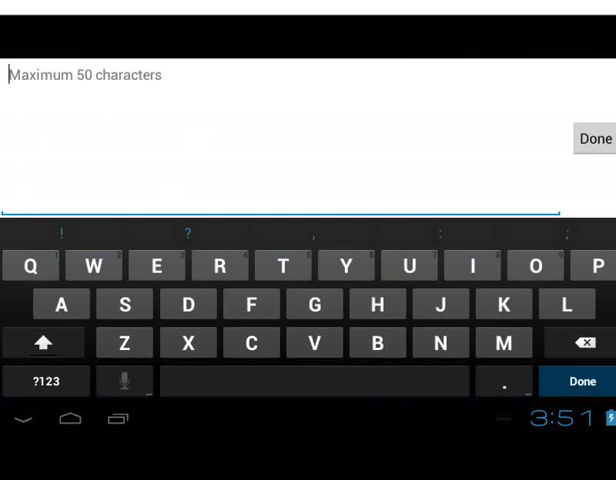 Maximum 50 characters
Done
! ? , : ;
Q W E R T Y U I O P
A S D F G H J K L
Z X C V B N M
?123 . Done
3:51